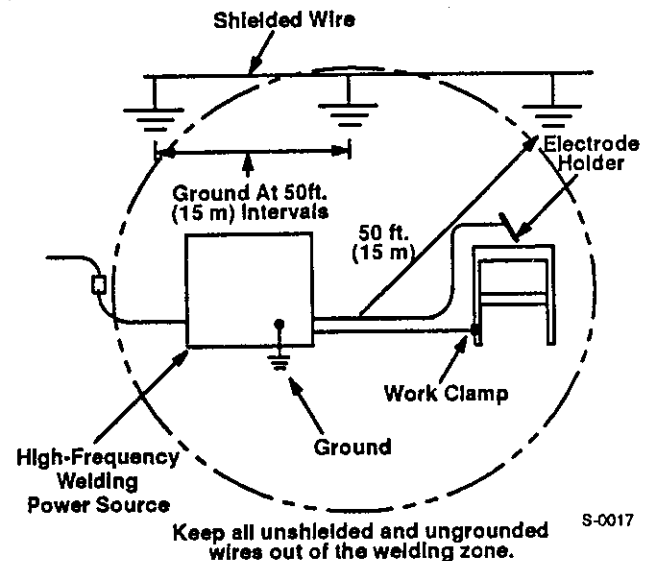 Shielded Wire
Electrode
Holder
Ground At 50ft.
(15 m) Intervals
50 ft.
(15 m)
Work Clamp
Ground
High-Frequency
Welding
Power Source
S-0017
Keep all unshielded and ungrounded
wires out of the welding zone.